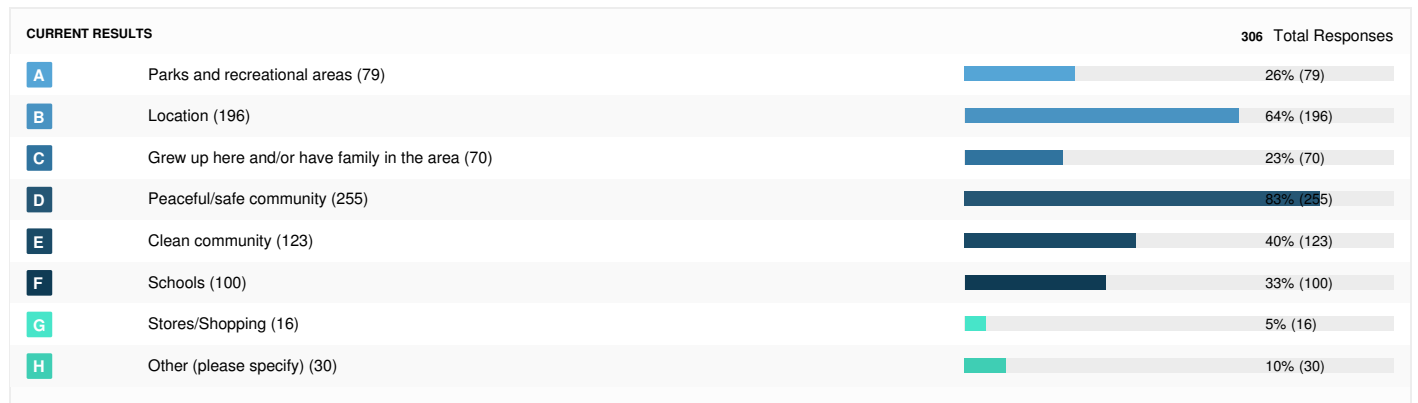 CURRENT RESULTS 306 Total Responses
A Parks and recreational areas (79) 26% (79)
B Location (196) 64% (196)
C Grew up here and/or have family in the area (70) 23% (70)
D Peaceful/safe community (255) 83% (255)
E Clean community (123) 40% (123)
F Schools (100) 33% (100)
G Stores/Shopping (16) 5% (16)
H Other (please specify) (30) 10% (30)